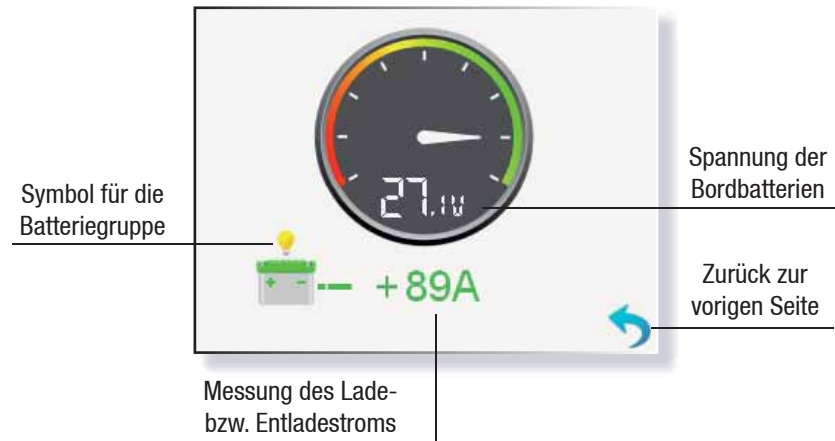 27.1V
Spannung der
Bordbatterien
Symbol für die
Batteriegruppe
+ -
+89A
Zurück zur
vorigen Seite
Messung des Lade-
bzw. Entladestroms